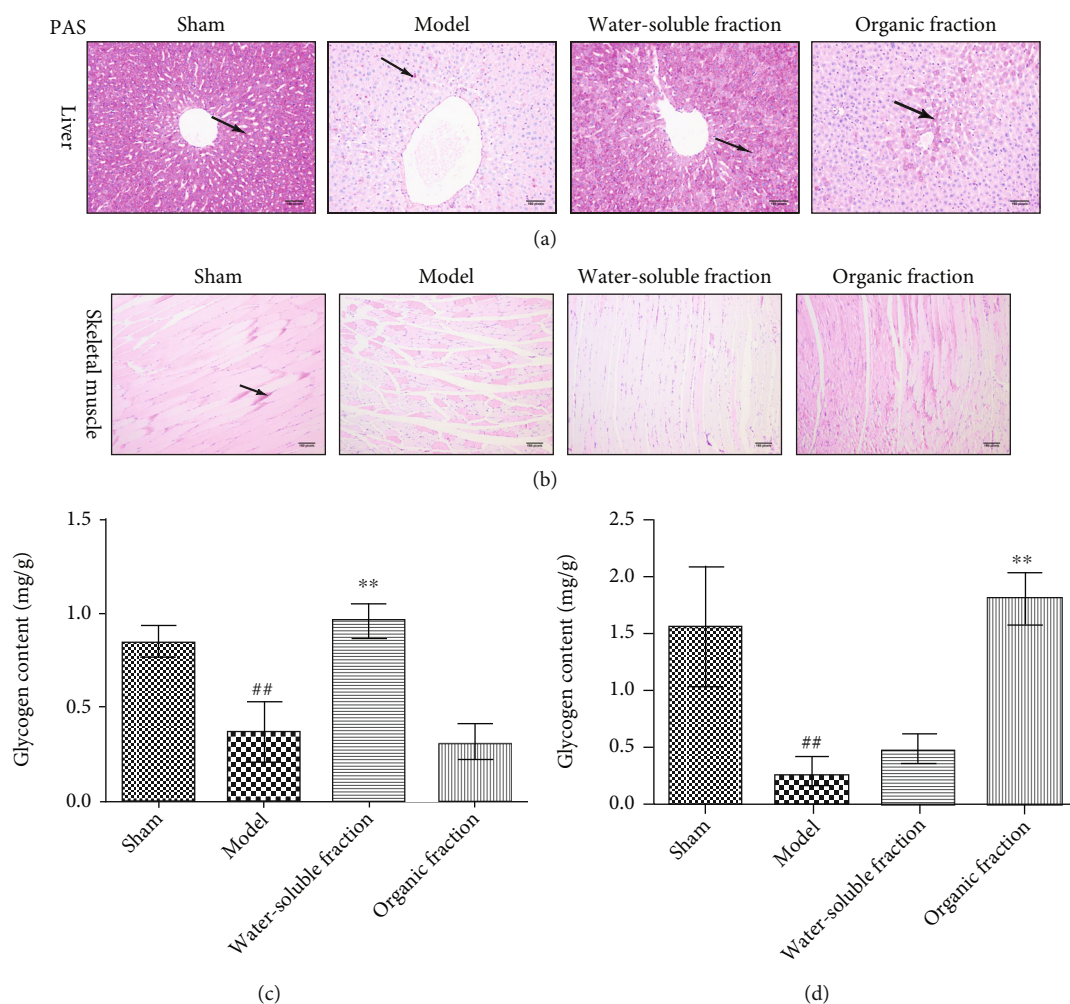 PAS
Sham
Model
Water-soluble fraction
Organic fraction
Liver
(a)
Sham
Model
Water-soluble fraction
Organic fraction
Skeletal muscle
(b)
Glycogen content (mg/g)
1.5
1.0
0.5
0.0
##
**
Sham
Model
Water-soluble fraction
Organic fraction
(c)
Glycogen content (mg/g)
2.5
2.0
1.5
1.0
0.5
0.0
##
**
Sham
Model
Water-soluble fraction
Organic fraction
(d)